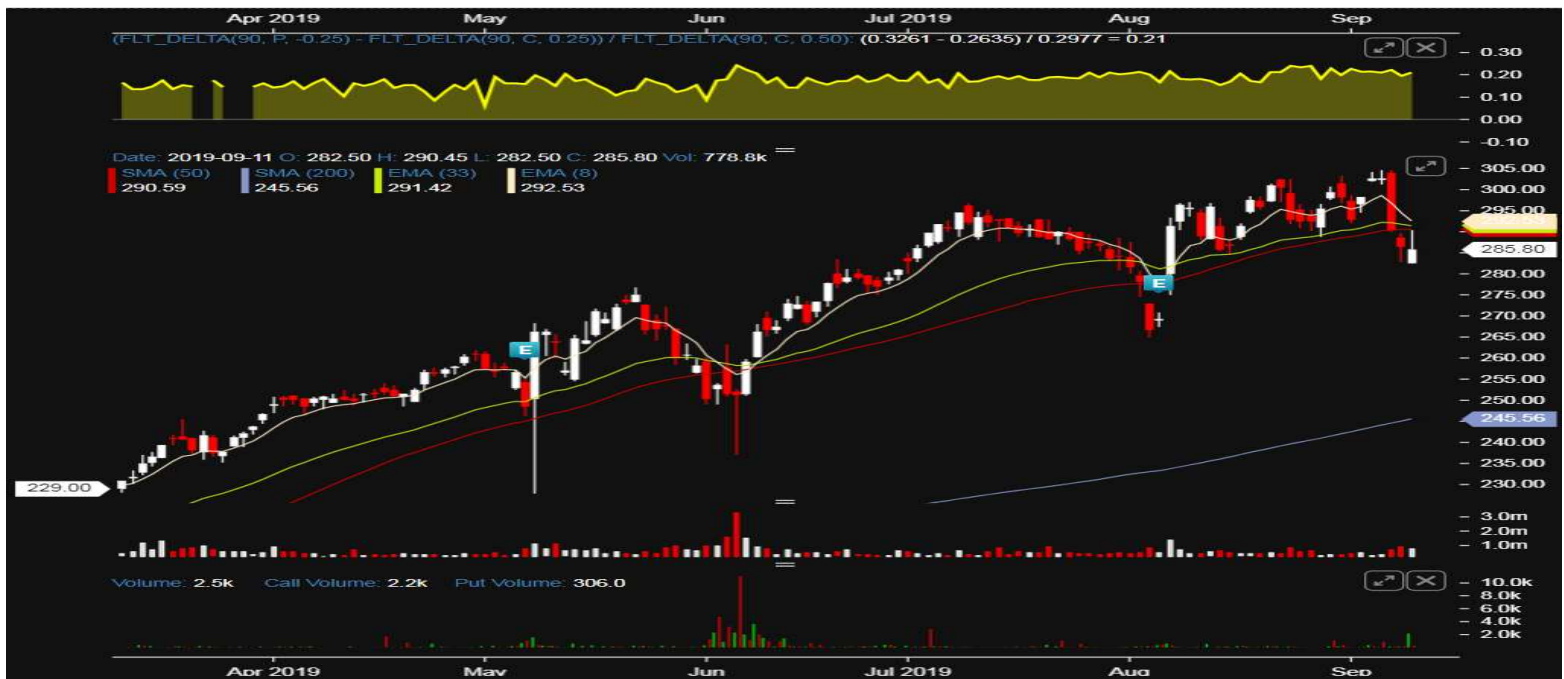 Apr 2019 May Jun Jul 2019 Aug Sep
(FLT_DELTA(90, P, -0.25) - FLT_DELTA(90, C, 0.25)) / FLT_DELTA(90, C, 0.50): (0.3261 - 0.2635) / 0.2977 = 0.21
0.30
0.20
0.10
0.00
-0.10
Date: 2019-09-11 O: 282.50 H: 290.45 L: 282.50 C: 285.80 Vol: 778.8k
SMA (50) SMA (200) EMA (33) EMA (8)
290.59 245.56 291.42 292.53
305.00
300.00
295.00
285.80
280.00
275.00
270.00
265.00
260.00
255.00
250.00
245.56
240.00
235.00
230.00
E
E
229.00
3.0m
2.0m
1.0m
Volume: 2.5k Call Volume: 2.2k Put Volume: 306.0
10.0k
8.0k
6.0k
4.0k
2.0k
Apr 2019 May Jun Jul 2019 Aug Sep